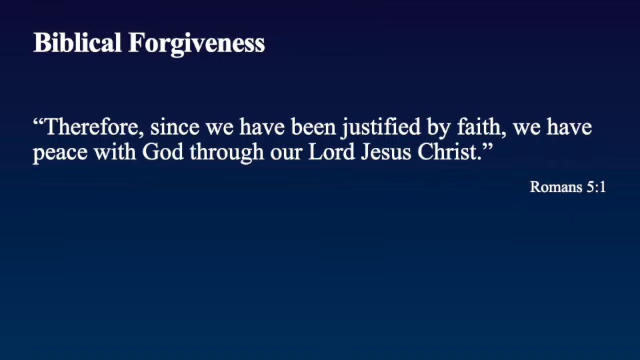 Biblical Forgiveness
“Therefore, since we have been justified by faith, we have
peace with God through our Lord Jesus Christ.”
Romans 5:1